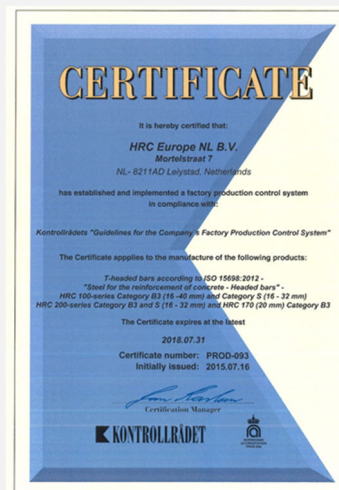 CERTIFICATE
It is hereby certified that:
HRC Europe NL B.V.
Mortelstraat 7
NL- 8211AD Lelystad, Netherlands
has established and implemented a factory production control system
in compliance with:
Kontrollrådets "Guidelines for the Company's Factory Production Control System"
The Certificate appplies to the manufacture of the following products:
T-headed bars according to ISO 15698:2012 -
"Steel for the reinforcement of concrete - Headed bars" -
HRC 100-series Category B3 (16 -40 mm) and Category S (16 - 32 mm)
HRC 200-series Category B3 and S (16 - 32 mm) and HRC 170 (20 mm) Category B3
The Certificate expires at the latest
2018.07.31
Certificate number: PROD-093
Initially issued: 2015.07.16
Certification Manager
KONTROLLRÅDET